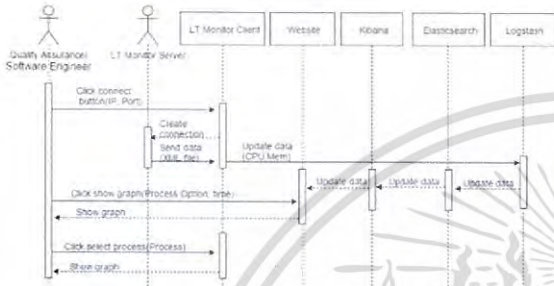 Quality Assurance/
Software Engineer
LT Monitor Server
LT Monitor Client
Website
Kibana
Elasticsearch
Logstash
Click connect
button(IP, Port)
Create
connection
Send data
(XML file)
Update data
(CPU,Mem)
Update data
Update data
Update data
Click show graph(Process Option, time)
Show graph
Click select process(Process)
Show graph